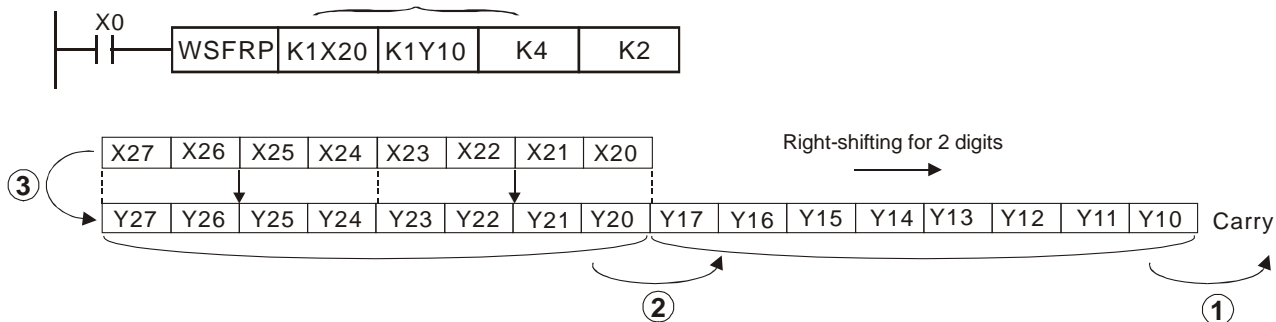 X0
WSFRP K1X20 K1Y10 K4 K2
X27 X26 X25 X24 X23 X22 X21 X20
Right-shifting for 2 digits
3
Y27 Y26 Y25 Y24 Y23 Y22 Y21 Y20 Y17 Y16 Y15 Y14 Y13 Y12 Y11 Y10 Carry
2 1